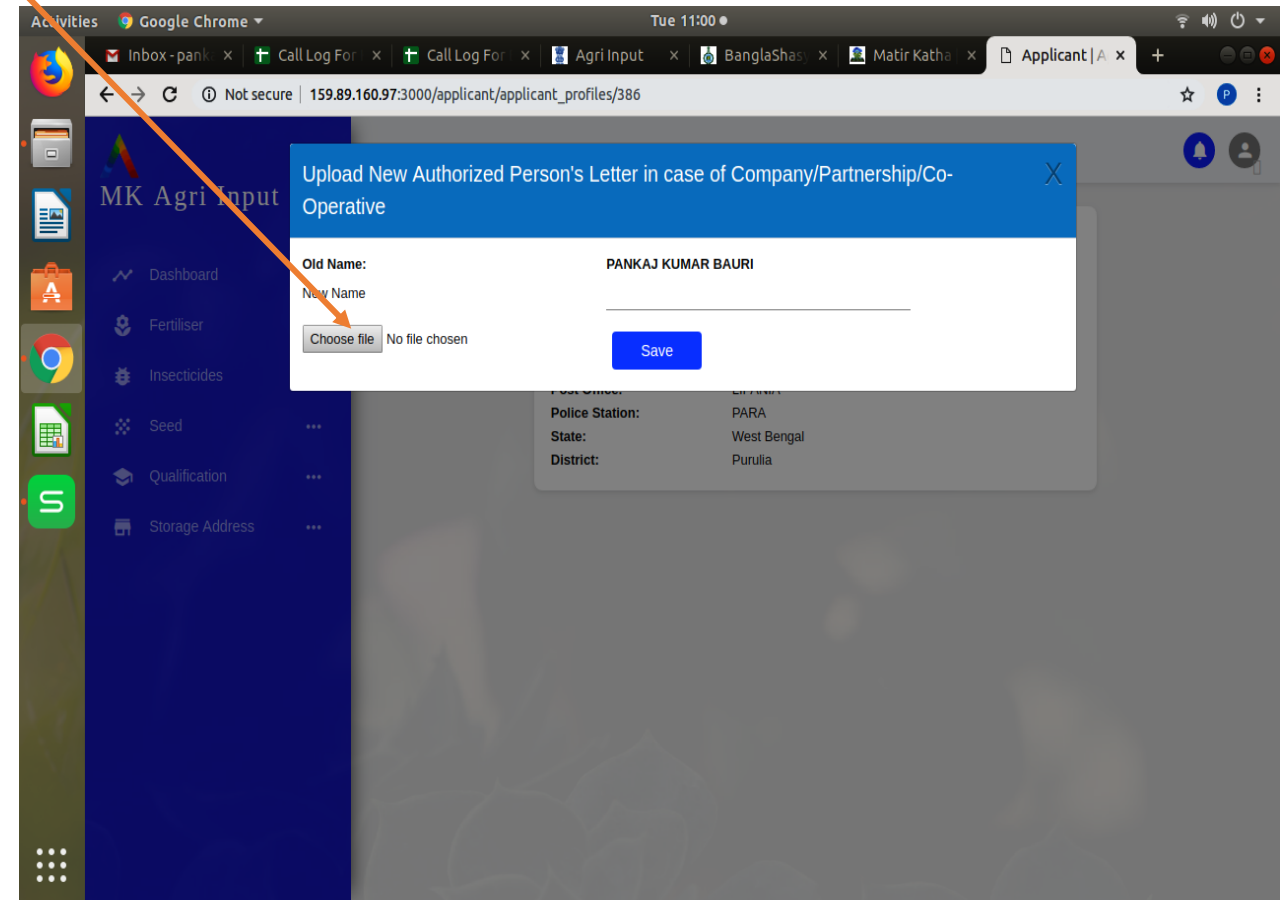 Activities Google Chrome Tue 11:00
Inbox - panka Call Log For Call Log For Agri Input BanglaShasy Matir Katha Applicant | A
Not secure 159.89.160.97:3000/applicant/applicant_profiles/386 P
MK Agri Input
Upload New Authorized Person's Letter in case of Company/Partnership/Co-
Operative
X
Old Name: PANKAJ KUMAR BAURI
New Name
Choose file No file chosen Save
Dashboard
Fertiliser
Insecticides
Seed
Qualification
Storage Address
Police Station: PARA
State: West Bengal
District: Purulia